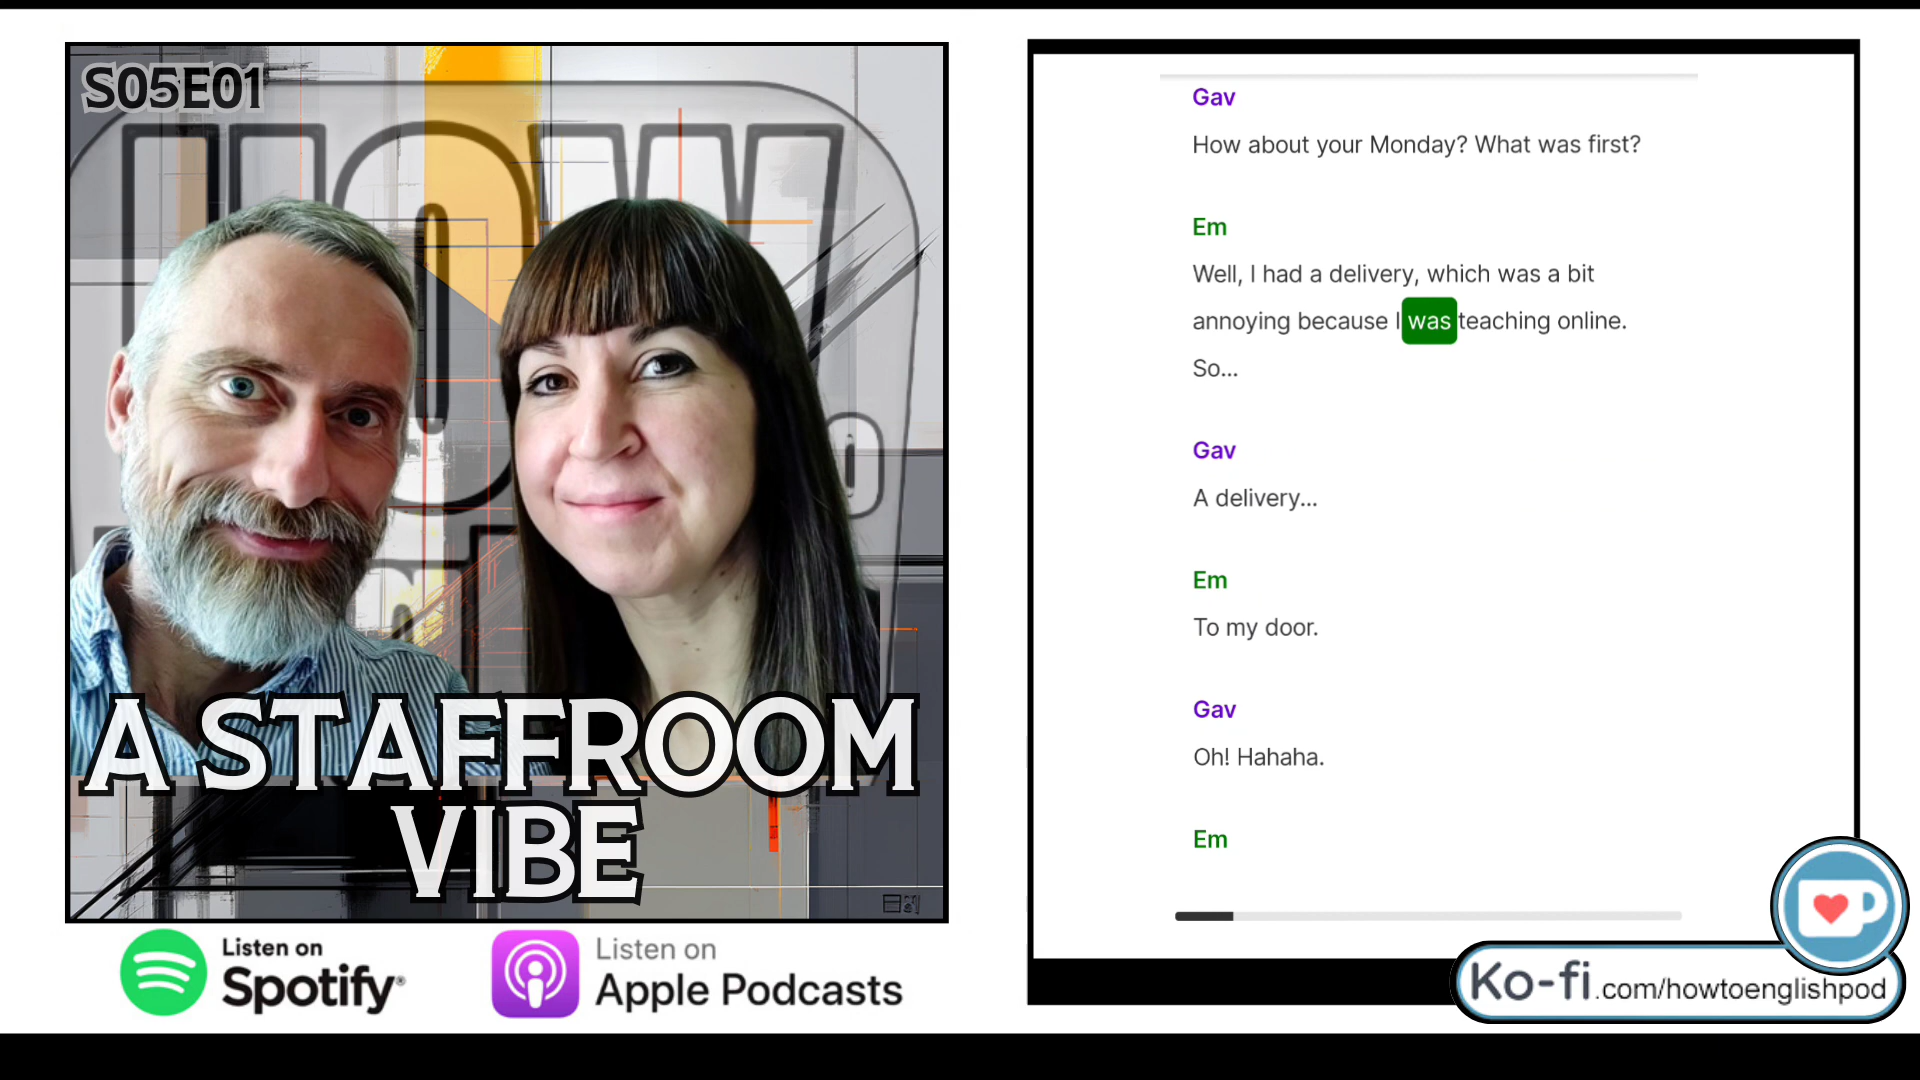 S05E01
HOW
TO
A STAFFROOM
VIBE
Listen on
Spotify®
Listen on
Apple Podcasts
Gav
How about your Monday? What was first?
Em
Well, I had a delivery, which was a bit
annoying because I was teaching online.
So...
Gav
A delivery...
Em
To my door.
Gav
Oh! Hahaha.
Em
Ko-fi.com/howtoenglishpod